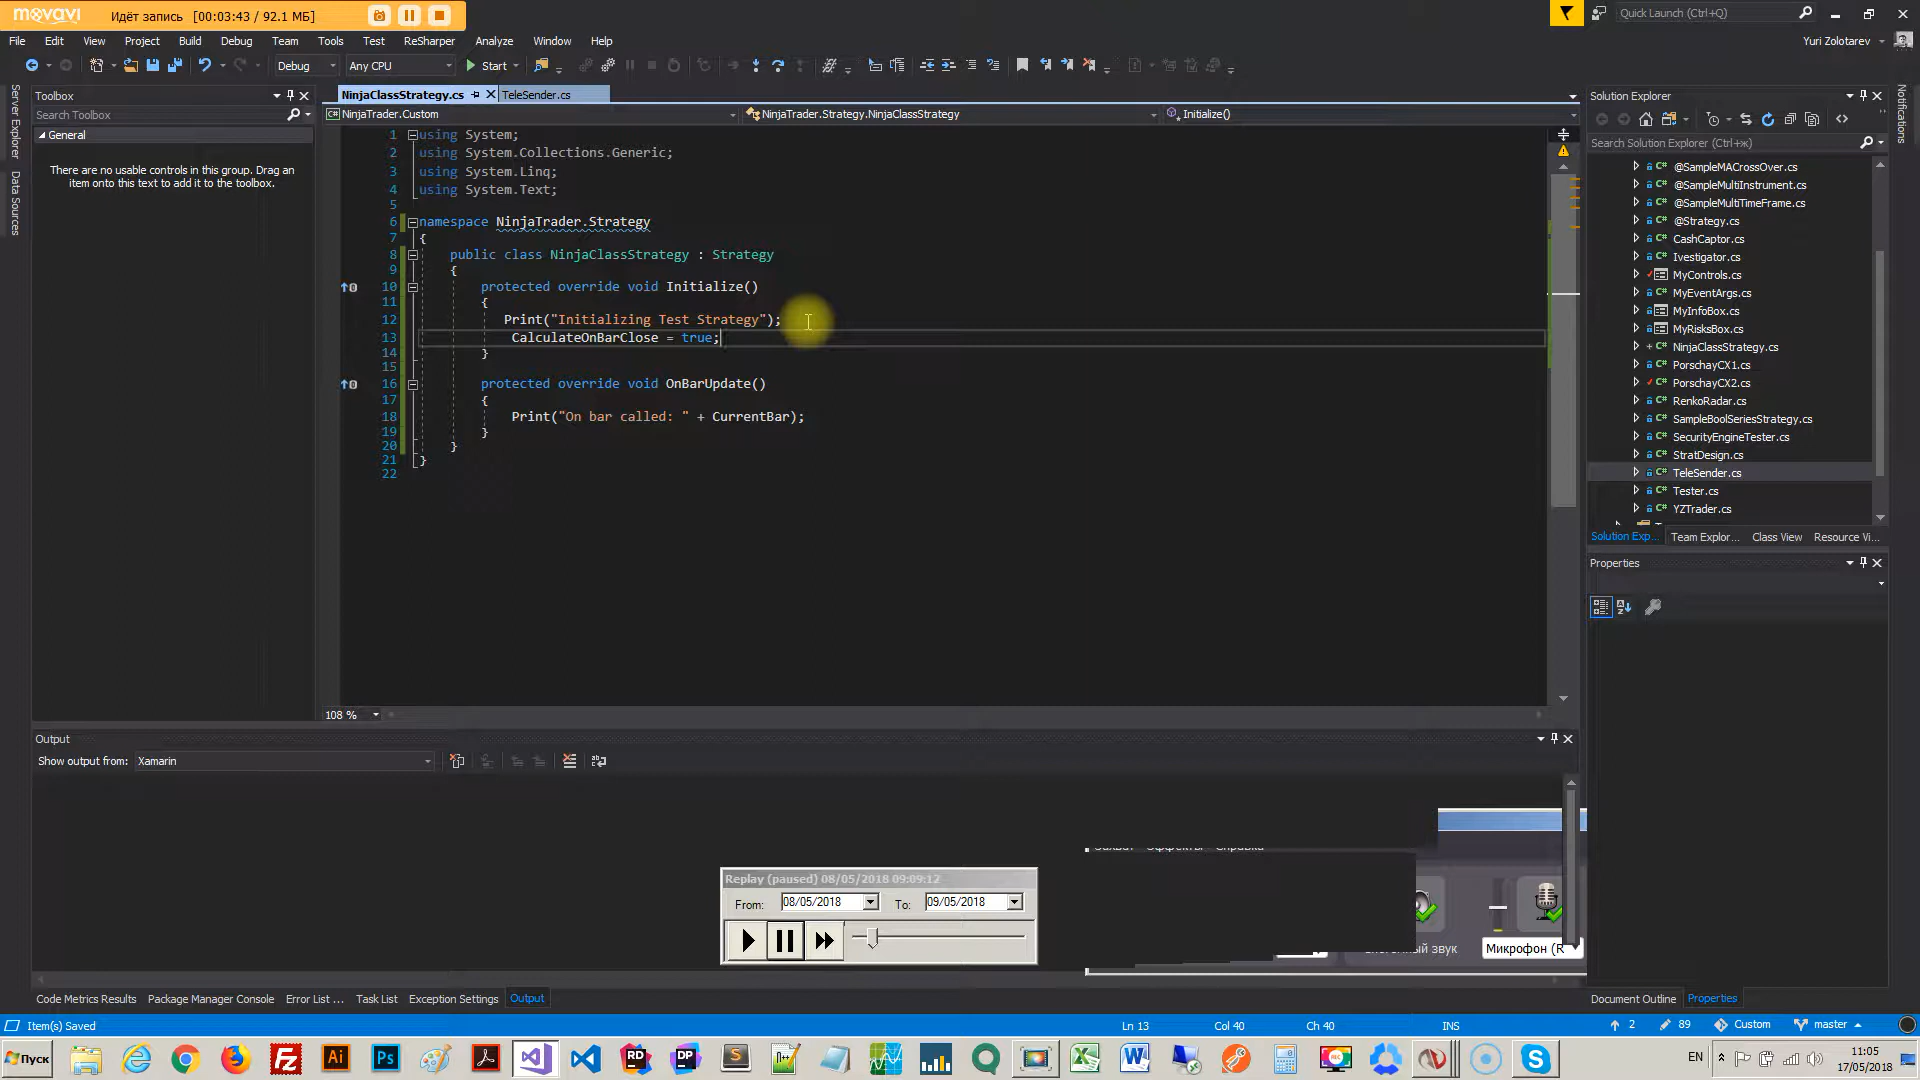 movavi Идёт запись [00:03:43 / 92.1 МБ]
Quick Launch (Ctrl+Q)
File Edit View Project Build Debug Team Tools Test ReSharper Analyze Window Help
Yuri Zolotarev
Debug Any CPU Start
Server Explorer
Data Sources
Toolbox
Search Toolbox
General
There are no usable controls in this group. Drag an
item onto this text to add it to the toolbox.
NinjaClassStrategy.cs TeleSender.cs
NinjaTrader.Custom NinjaTrader.Strategy.NinjaClassStrategy Initialize()
1 using System;
2 using System.Collections.Generic;
3 using System.Linq;
4 using System.Text;
5
6 namespace NinjaTrader.Strategy
7 {
8 public class NinjaClassStrategy : Strategy
9 {
10 protected override void Initialize()
11 {
12 Print("Initializing Test Strategy");
13 CalculateOnBarClose = true;
14 }
15
16 protected override void OnBarUpdate()
17 {
18 Print("On bar called: " + CurrentBar);
19 }
20 }
21 }
22
108 %
Solution Explorer
Search Solution Explorer (Ctrl+ж)
@SampleMACrossOver.cs
@SampleMultiInstrument.cs
@SampleMultiTimeFrame.cs
@Strategy.cs
CashCaptor.cs
Ivestigator.cs
MyControls.cs
MyEventArgs.cs
MyInfoBox.cs
MyRisksBox.cs
NinjaClassStrategy.cs
PorschayCX1.cs
PorschayCX2.cs
RenkoRadar.cs
SampleBoolSeriesStrategy.cs
SecurityEngineTester.cs
StratDesign.cs
TeleSender.cs
Tester.cs
YZTrader.cs
Solution Exp... Team Explor... Class View Resource Vi...
Properties
Notifications
Output
Show output from: Xamarin
Replay (paused) 08/05/2018 09:09:12
From: 08/05/2018 To: 09/05/2018
звук Микрофон (R
Code Metrics Results Package Manager Console Error List ... Task List Exception Settings Output
Document Outline Properties
Item(s) Saved Ln 13 Col 40 Ch 40 INS 2 89 Custom master
Пуск
EN 11:05
17/05/2018